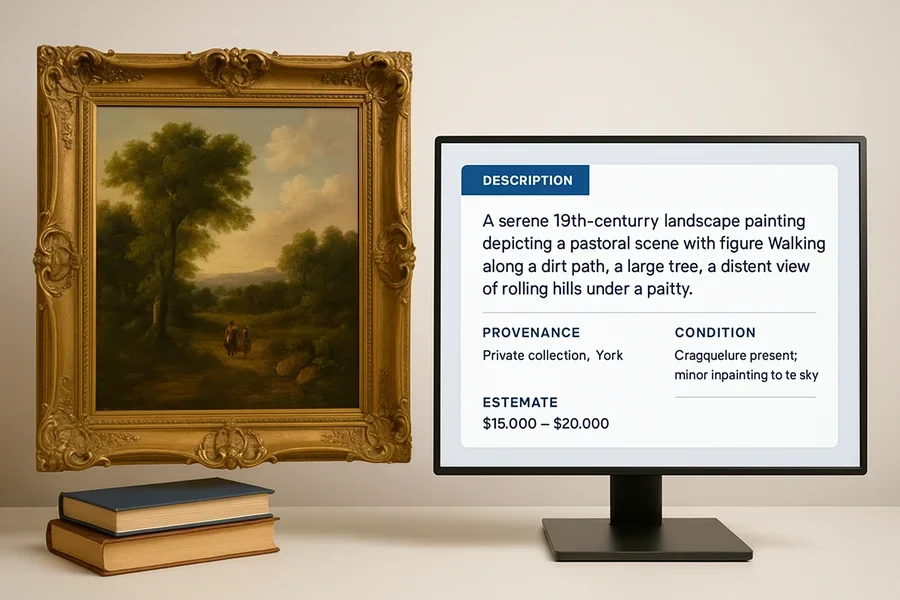 DESCRIPTION
A serene 19th-centurry landscape painting
depicting a pastoral scene with figure Walking
along a dirt path, a large tree, a distent view
of rolling hills under a paitty.
PROVENANCE
Private collection, York
CONDITION
Cragquelure present;
minor inpainting to te sky
ESTEMATE
$15.000 – $20.000